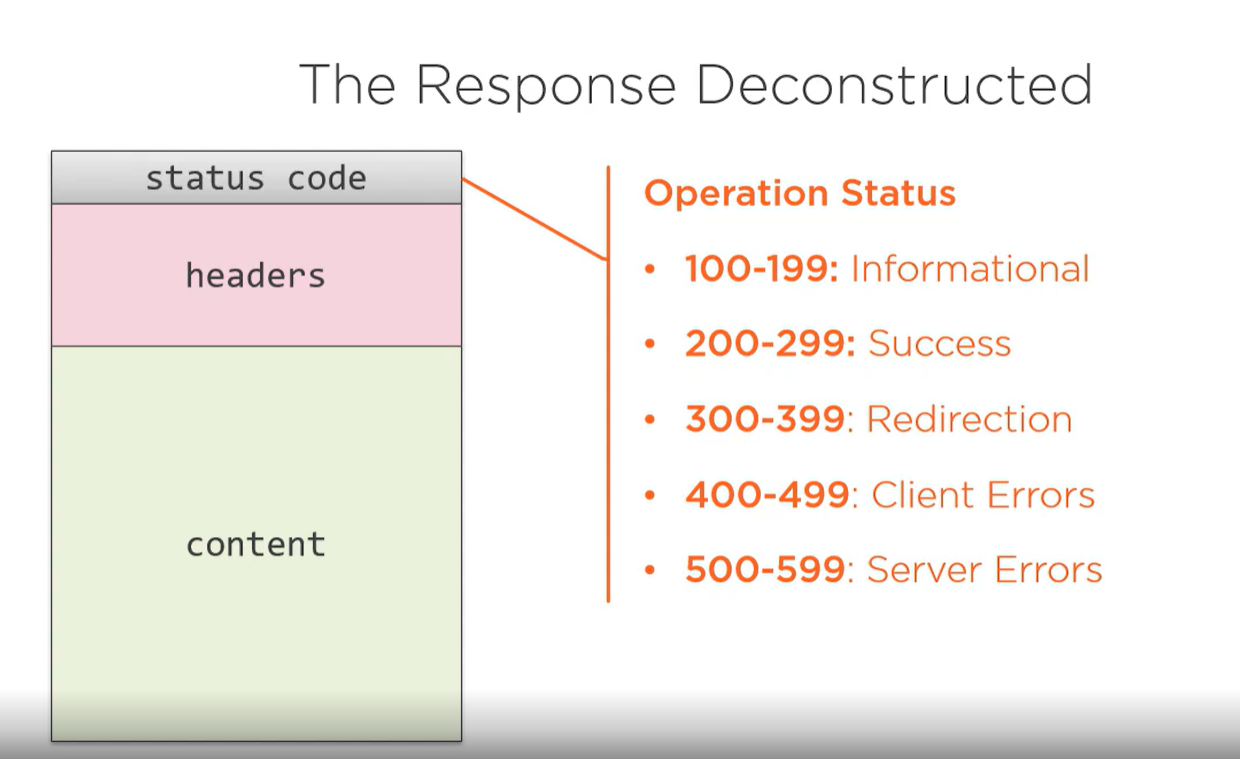 The Response Deconstructed
status code
headers
content
Operation Status
• 100-199: Informational
• 200-299: Success
• 300-399: Redirection
• 400-499: Client Errors
• 500-599: Server Errors